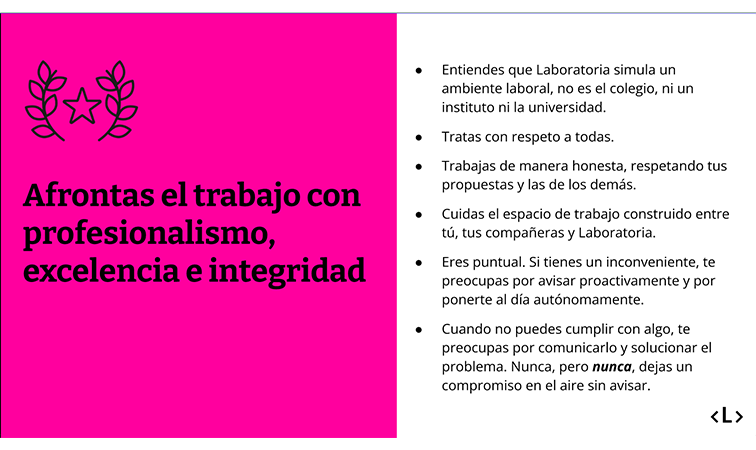 Afrontas el trabajo con
profesionalismo,
excelencia e integridad
● Entiendes que Laboratoria simula un
ambiente laboral, no es el colegio, ni un
instituto ni la universidad.
● Tratas con respeto a todas.
● Trabajas de manera honesta, respetando tus
propuestas y las de los demás.
● Cuidas el espacio de trabajo construido entre
tú, tus compañeras y Laboratoria.
● Eres puntual. Si tienes un inconveniente, te
preocupas por avisar proactivamente y por
ponerte al día autónomamente.
● Cuando no puedes cumplir con algo, te
preocupas por comunicarlo y solucionar el
problema. Nunca, pero nunca, dejas un
compromiso en el aire sin avisar.
<L>